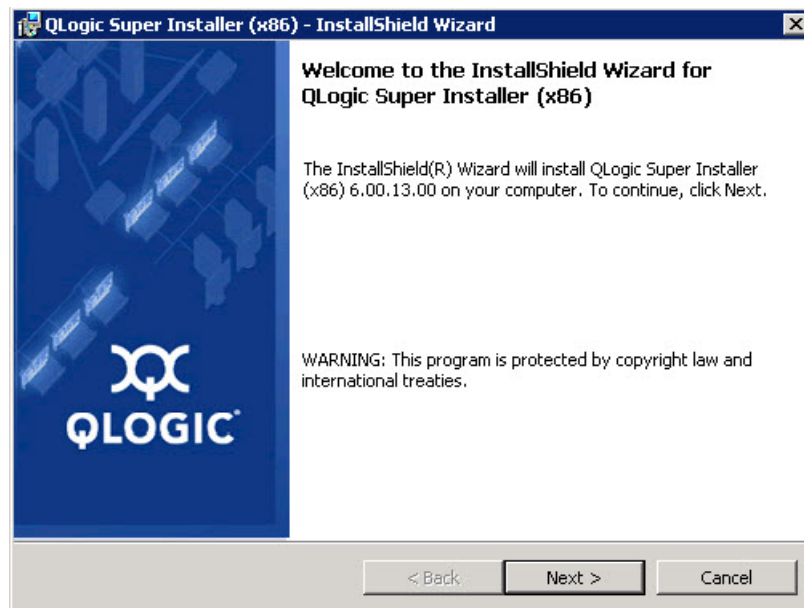 QLogic Super Installer (x86) - InstallShield Wizard
Welcome to the InstallShield Wizard for
QLogic Super Installer (x86)
The InstallShield(R) Wizard will install QLogic Super Installer
(x86) 6.00.13.00 on your computer. To continue, click Next.
WARNING: This program is protected by copyright law and
international treaties.
QLOGIC
< Back
Next >
Cancel